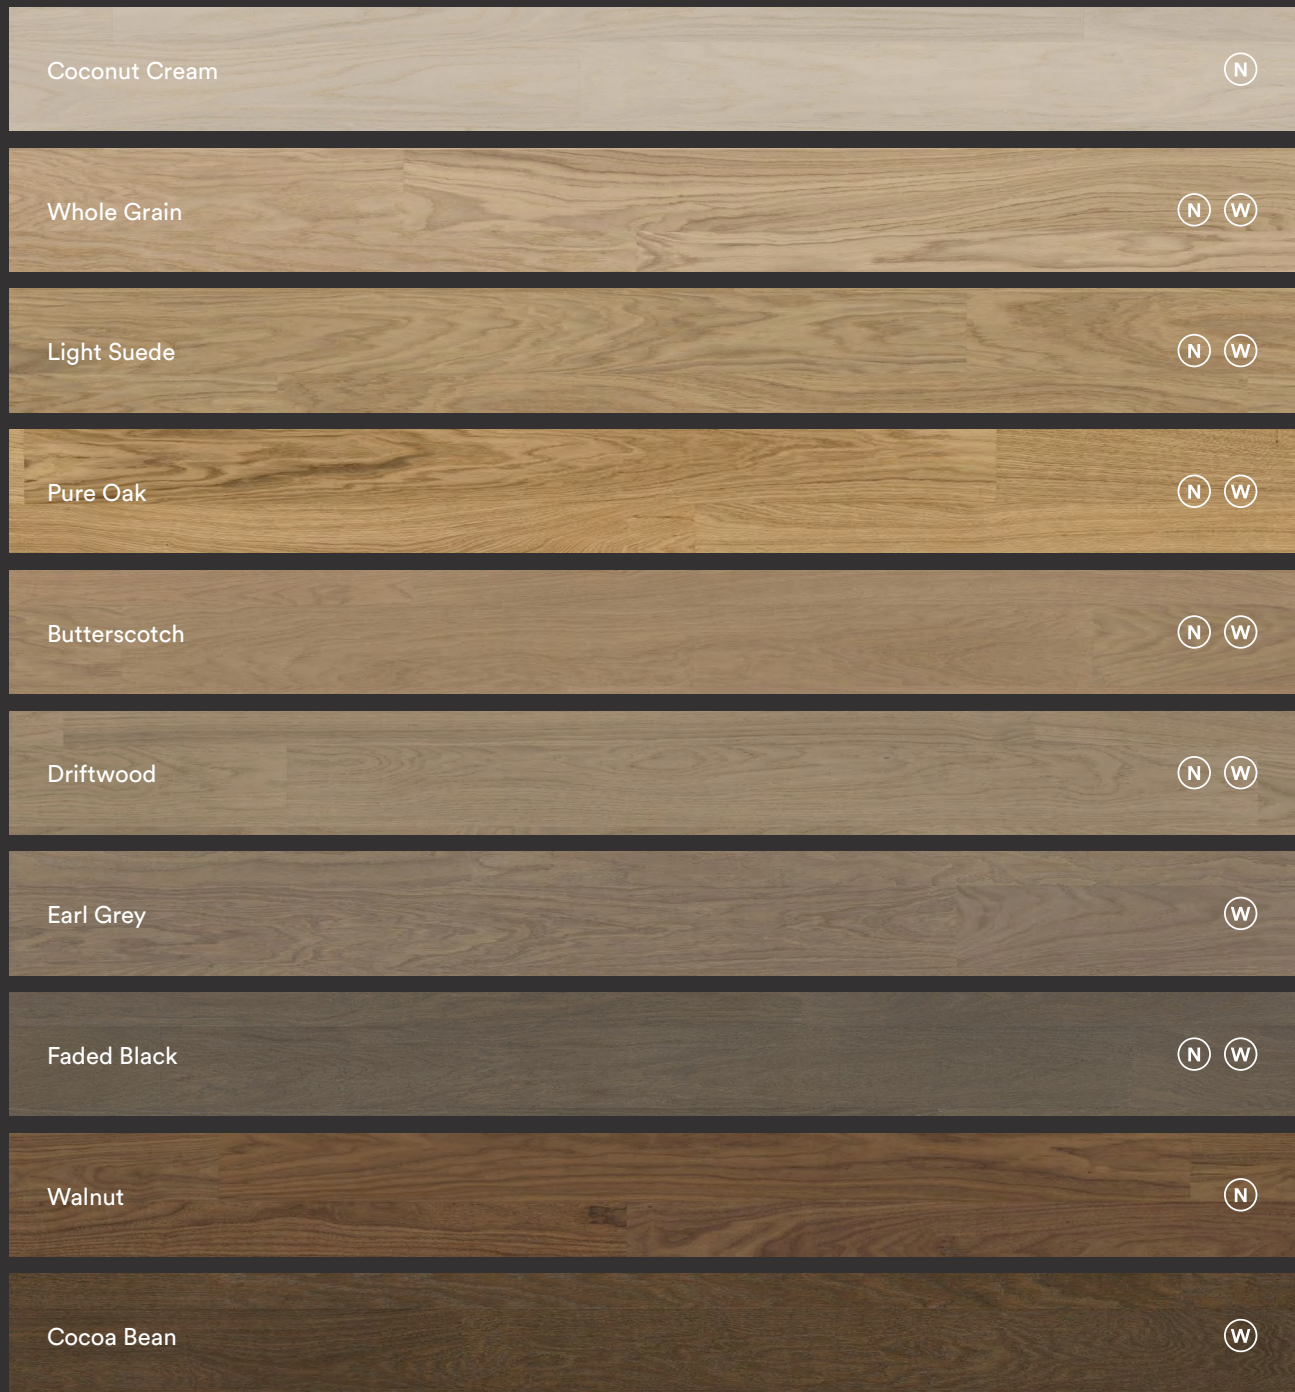 Coconut Cream N
Whole Grain N W
Light Suede N W
Pure Oak N W
Butterscotch N W
Driftwood N W
Earl Grey W
Faded Black N W
Walnut N
Cocoa Bean W